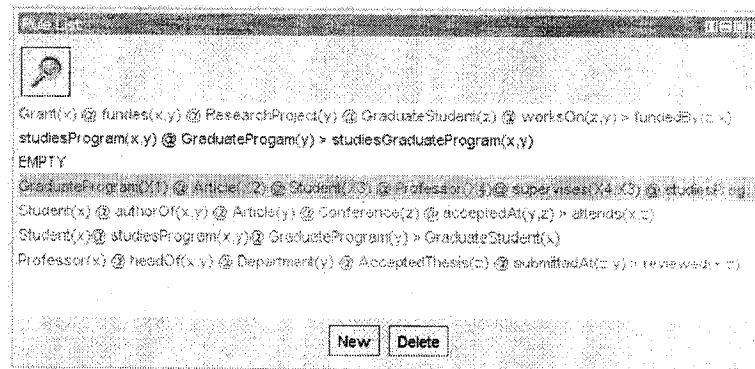 Rule List
Grant(x) @ fundes(x,y) @ ResearchProject(y) @ GraduateStudent(z) @ worksOn(z,y) > fundedBy(z,x)
studiesProgram(x,y) @ GraduateProgam(y) > studiesGraduateProgram(x,y)
EMPTY
GraduateProgram(X1) @ Article(X2) @ Student(X3) @ Professor(X4)@ supervises(X4,X3) @ studiesProg
Student(x) @ authorOf(x,y) @ Article(y) @ Conference(z) @ acceptedAt(y,z) > attends(x,z)
Student(x)@ studiesProgram(x,y)@ GraduateProgram(y) > GraduateStudent(x)
Professor(x) @ headOf(x,y) @ Department(y) @ AcceptedThesis(z) @ submittedAt(z,y) > reviewed(x,z)
New
Delete